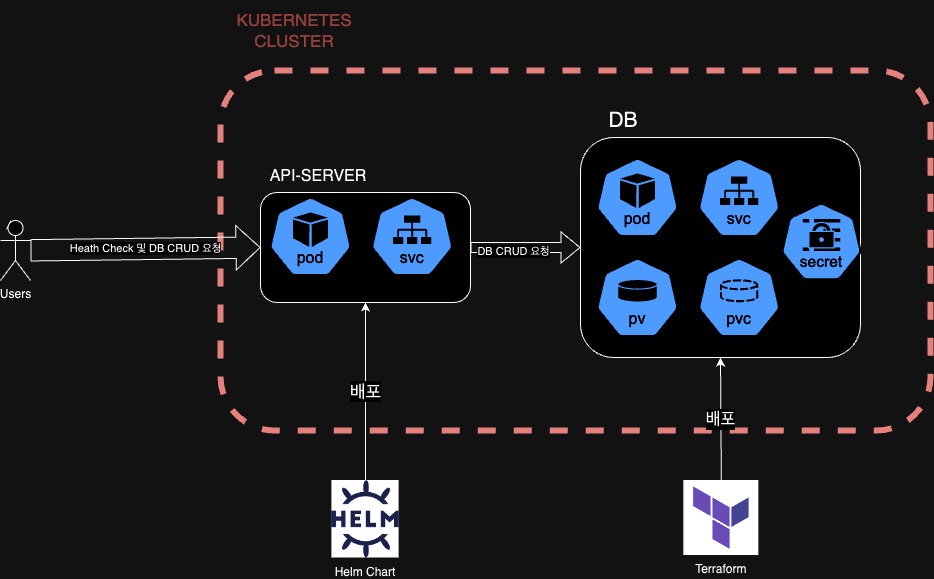 KUBERNETES
CLUSTER
DB
API-SERVER
pod
svc
pod
svc
secret
Heath Check 및 DB CRUD 요청
DB CRUD 요청
Users
pv
pvc
배포
배포
HELM
Helm Chart
Terraform